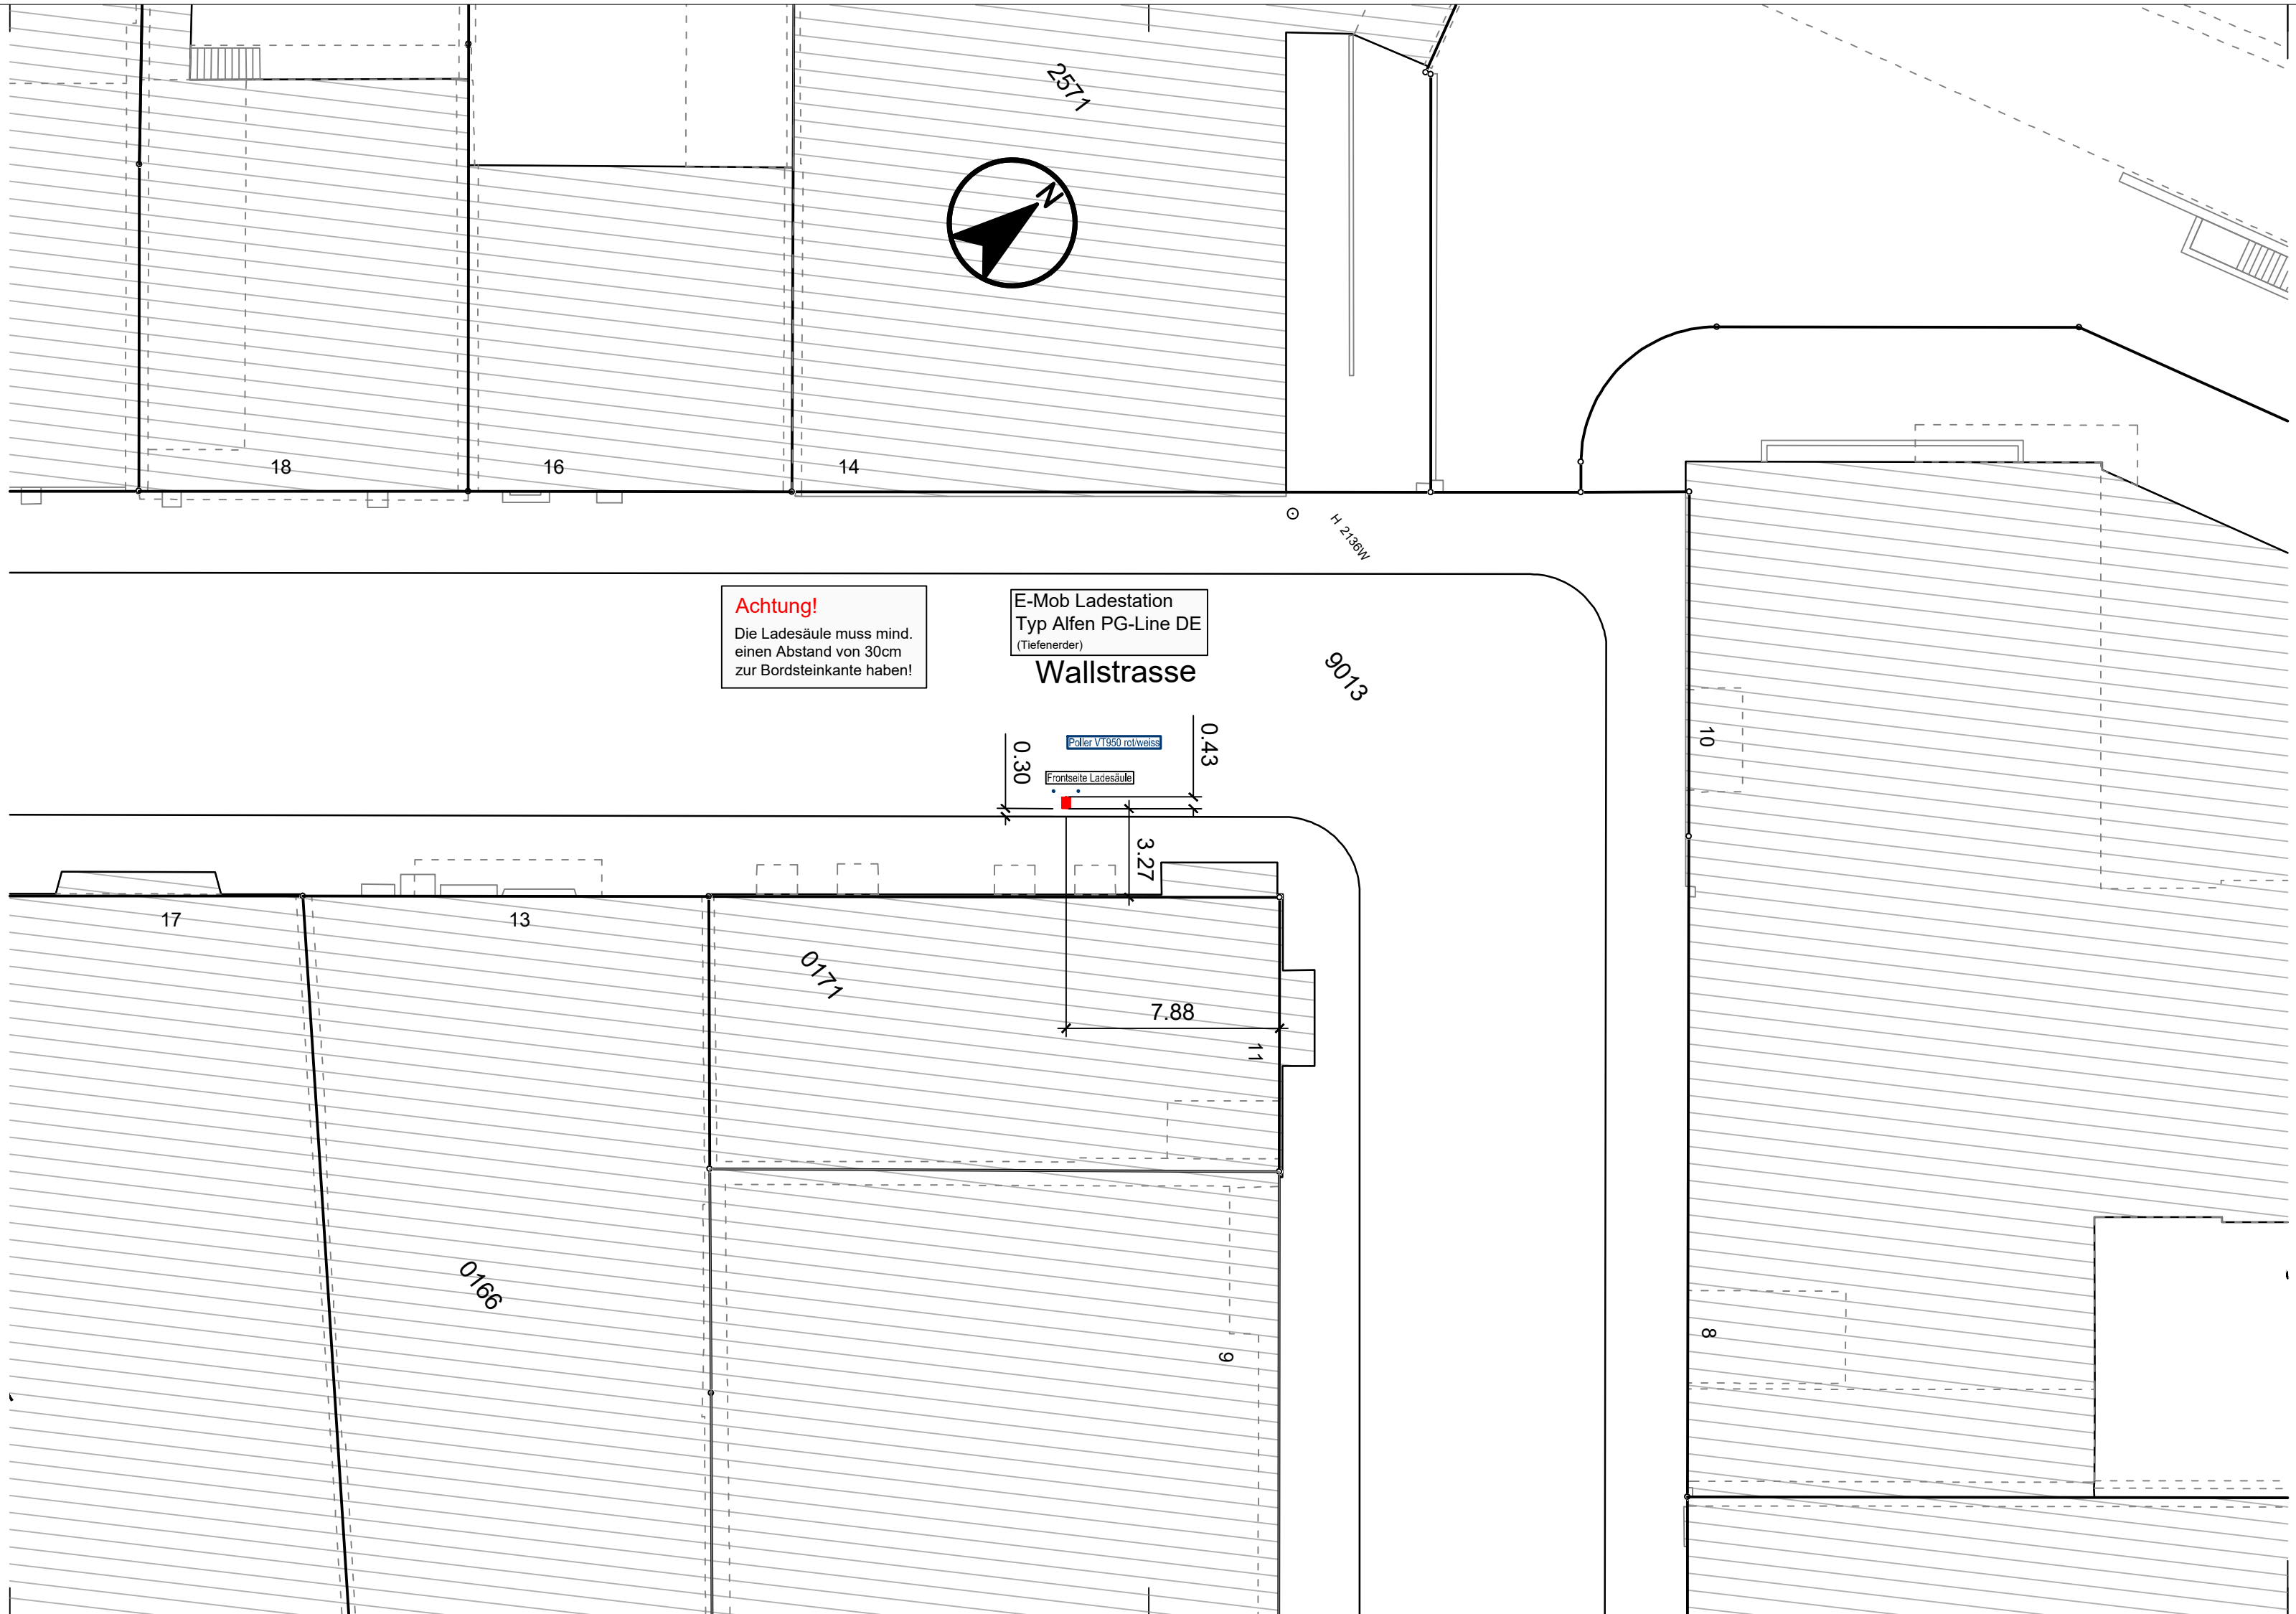 2571
N
18
16
14
H 2136W
Achtung!
Die Ladesäule muss mind.
einen Abstand von 30cm
zur Bordsteinkante haben!
E-Mob Ladestation
Typ Alfen PG-Line DE
(Tiefenerder)
Wallstrasse
9013
10
0.30
Poller VT950 rot/weiss
0.43
Frontseite Ladesäule
3.27
17
13
0171
7.88
11
0166
9
8